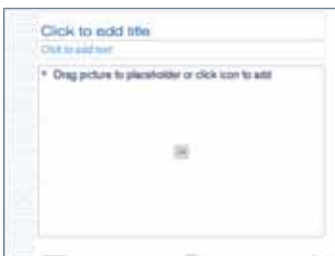 Click to add title
Click to add text
• Drag picture to placeholder or click icon to add